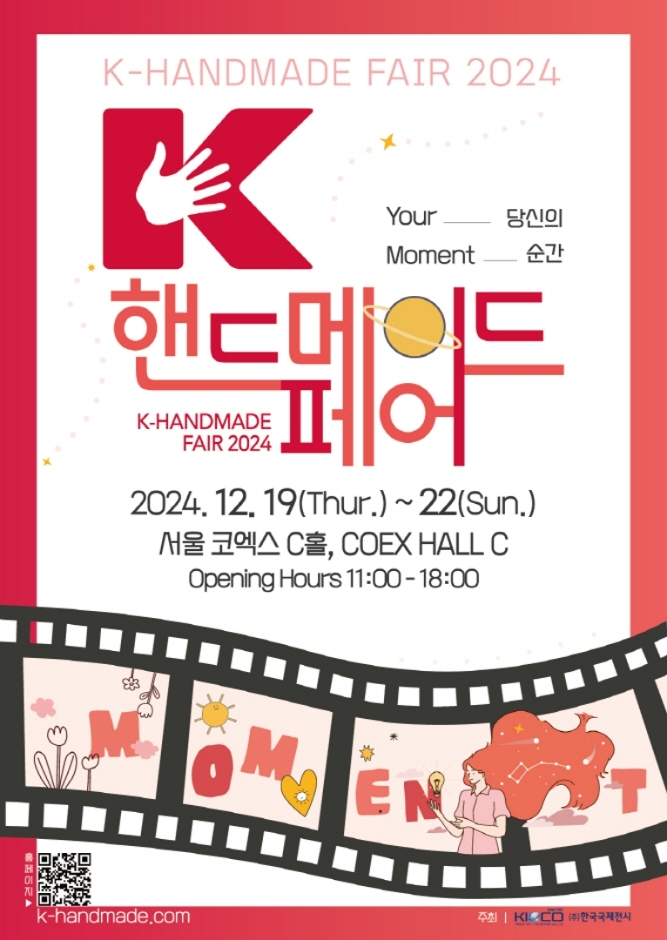 K-HANDMADE FAIR 2024
K
Your ____ 당신의
Moment ___ 순간
핸드메이드
페어
K-HANDMADE
FAIR 2024
2024. 12. 19(Thur.) ~ 22(Sun.)
서울 코엑스 C홀, COEX HALL C
Opening Hours 11:00 - 18:00
MOMENT
홈페이지 ▶
k-handmade.com
주최 | KIECO (주)한국국제전시